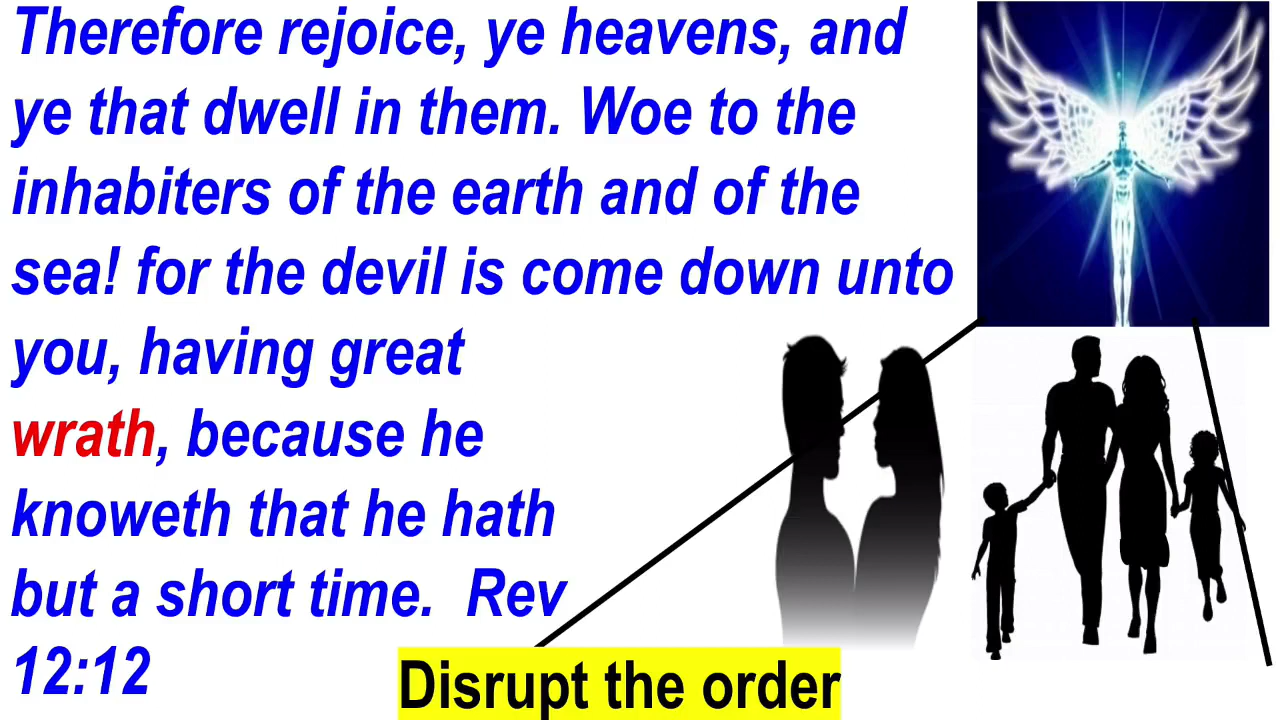 Therefore rejoice, ye heavens, and
ye that dwell in them. Woe to the
inhabiters of the earth and of the
sea! for the devil is come down unto
you, having great
wrath, because he
knoweth that he hath
but a short time.  Rev
12:12
Disrupt the order